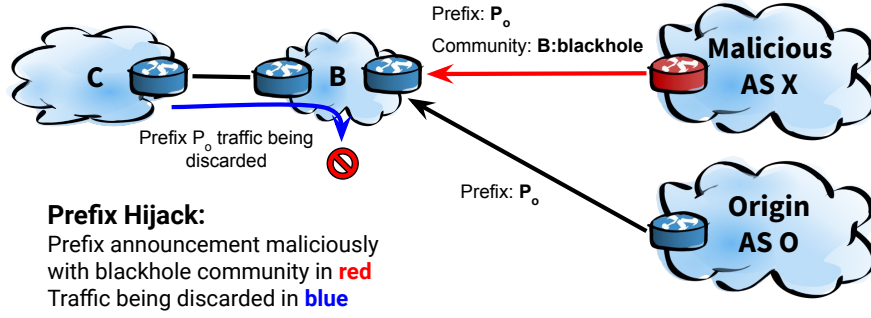 Prefix: Po
Community: B:blackhole
Malicious
AS X
C
B
Prefix Po traffic being
discarded
Prefix: Po
Origin
AS O
Prefix Hijack:
Prefix announcement maliciously
with blackhole community in red
Traffic being discarded in blue